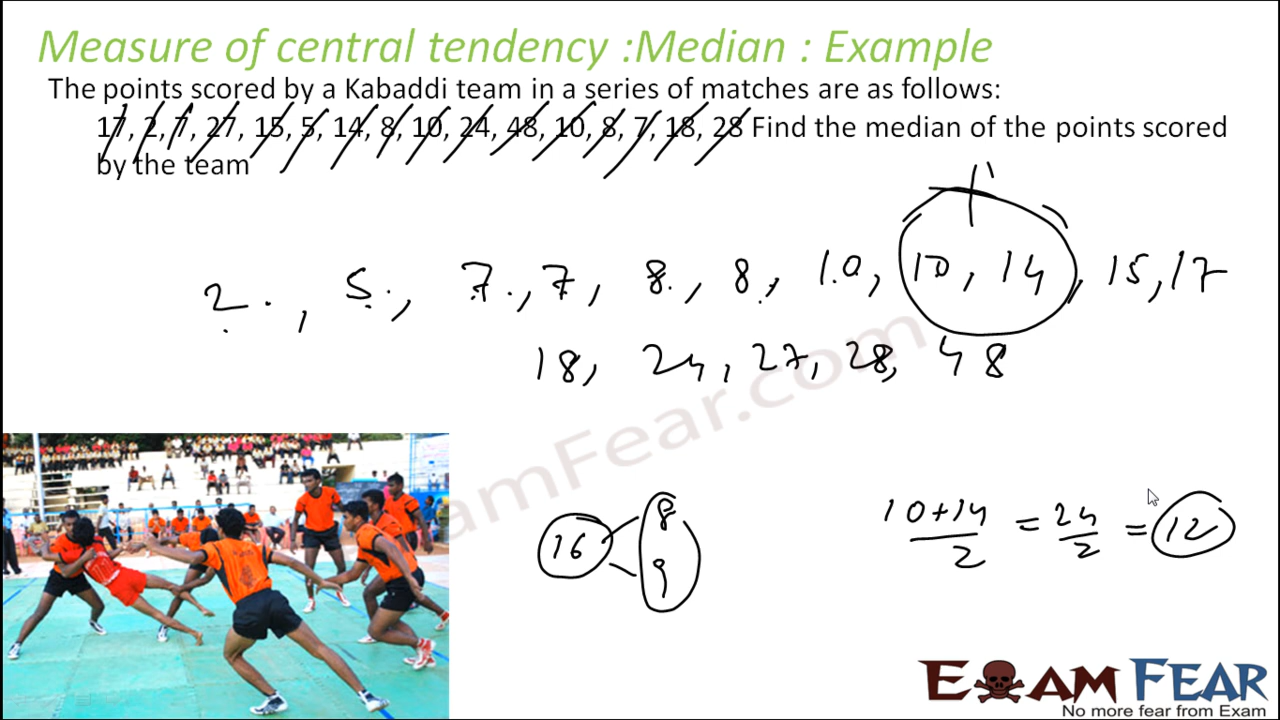 Measure of central tendency :Median : Example
The points scored by a Kabaddi team in a series of matches are as follows:
17, 2, 7, 27, 15, 5, 14, 8, 10, 24, 48, 10, 8, 7, 18, 28 Find the median of the points scored
by the team
2, 5, 7, 7, 8, 8, 10, 10, 14, 15, 17
18, 24, 27, 28, 48
16 8 9
10+14/2 = 24/2 = 12
ExamFear.com
EXAM FEAR
No more fear from Exam